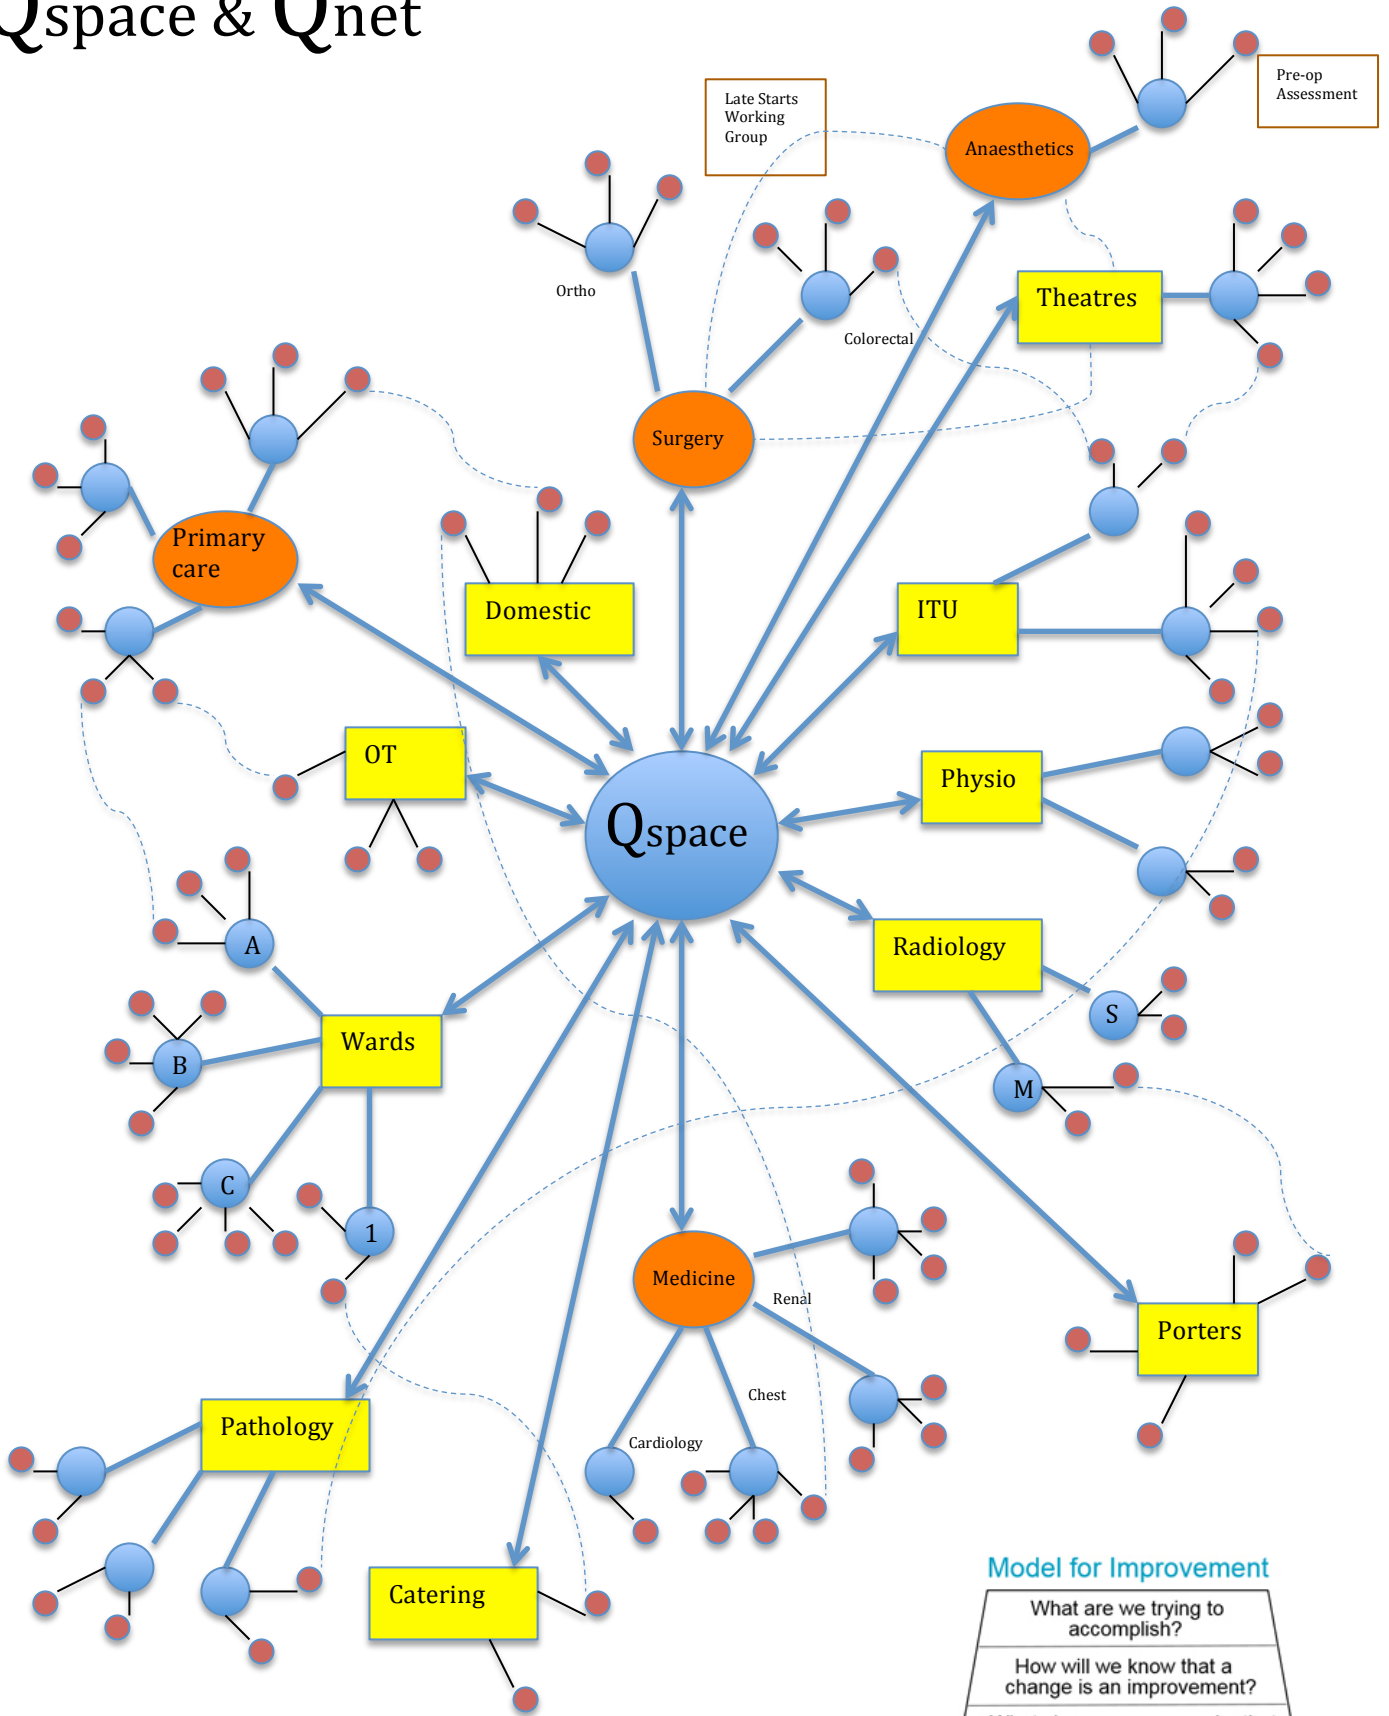 Qspace & Qnet
Pre-op
Assessment
Late Starts
Working
Group
Anaesthetics
Ortho
Theatres
Colorectal
Surgery
Primary
care
Domestic
ITU
OT
Physio
Qspace
A
Radiology
S
Wards
B
M
C
1
Medicine
Renal
Porters
Chest
Pathology
Cardiology
Catering
Model for Improvement
What are we trying to
accomplish?
How will we know that a
change is an improvement?